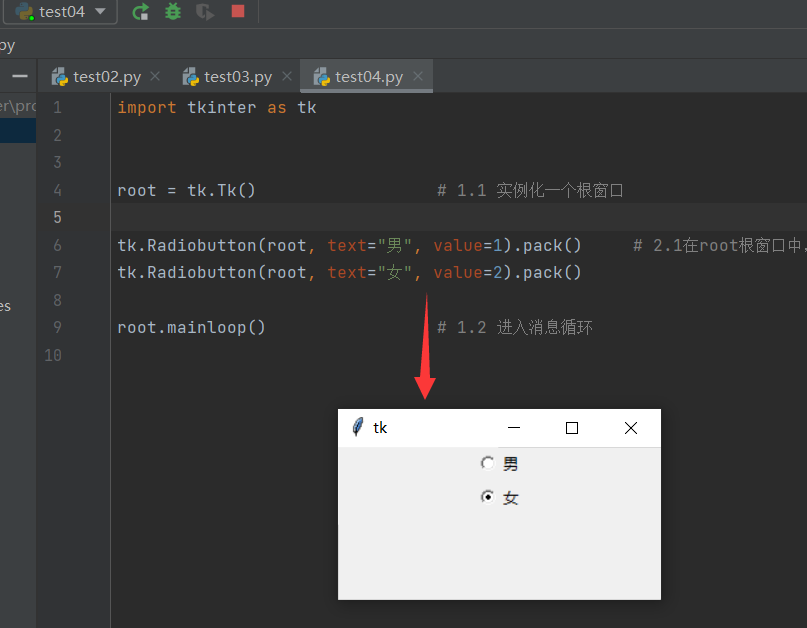 test04
py
test02.py test03.py test04.py
er\pro
1 import tkinter as tk
2
3
4 root = tk.Tk() # 1.1 实例化一个根窗口
5
6 tk.Radiobutton(root, text="男", value=1).pack() # 2.1在root根窗口中,
7 tk.Radiobutton(root, text="女", value=2).pack()
8
es
9 root.mainloop() # 1.2 进入消息循环
10
tk
男
女